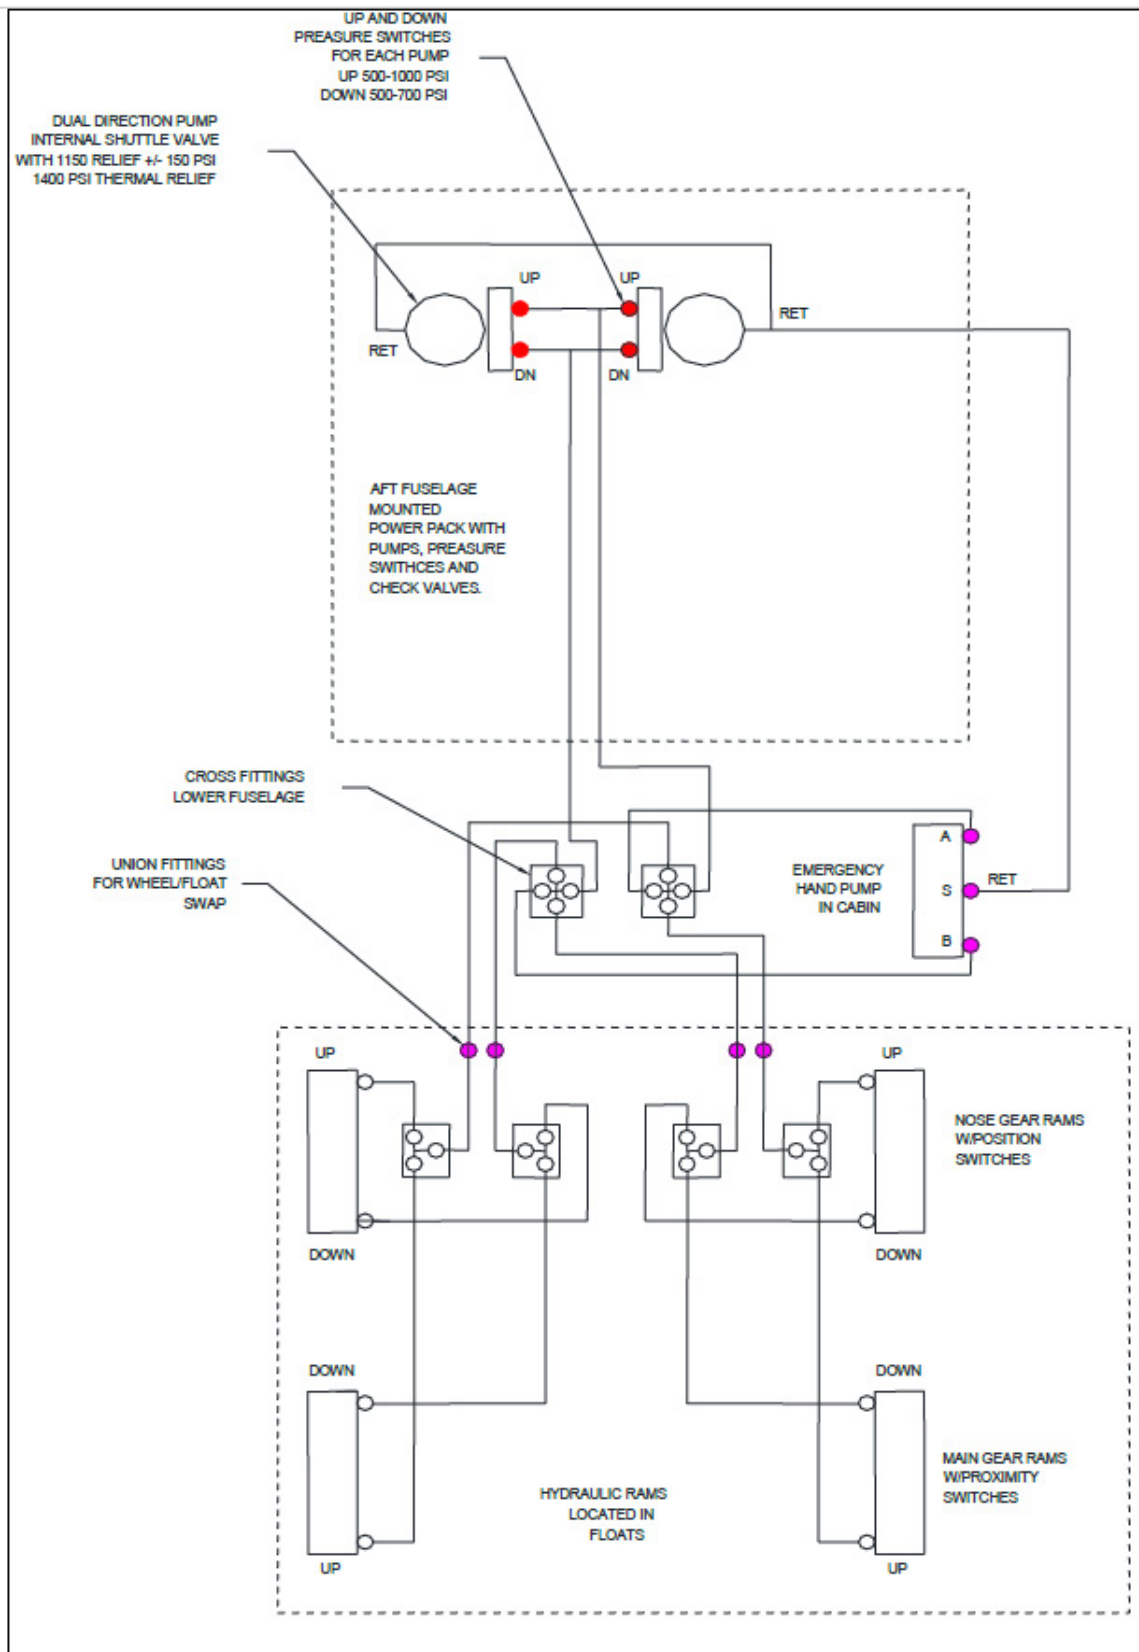 UP AND DOWN
PREASURE SWITCHES
FOR EACH PUMP
UP 500-1000 PSI
DOWN 500-700 PSI
DUAL DIRECTION PUMP
INTERNAL SHUTTLE VALVE
WITH 1150 RELIEF +/- 150 PSI
1400 PSI THERMAL RELIEF
UP
UP
RET
RET
DN
DN
AFT FUSELAGE
MOUNTED
POWER PACK WITH
PUMPS, PREASURE
SWITHCES AND
CHECK VALVES.
CROSS FITTINGS
LOWER FUSELAGE
UNION FITTINGS
FOR WHEEL/FLOAT
SWAP
EMERGENCY
HAND PUMP
IN CABIN
A
S
RET
B
UP
UP
NOSE GEAR RAMS
W/POSITION
SWITCHES
DOWN
DOWN
DOWN
DOWN
MAIN GEAR RAMS
W/PROXIMITY
SWITCHES
HYDRAULIC RAMS
LOCATED IN
FLOATS
UP
UP